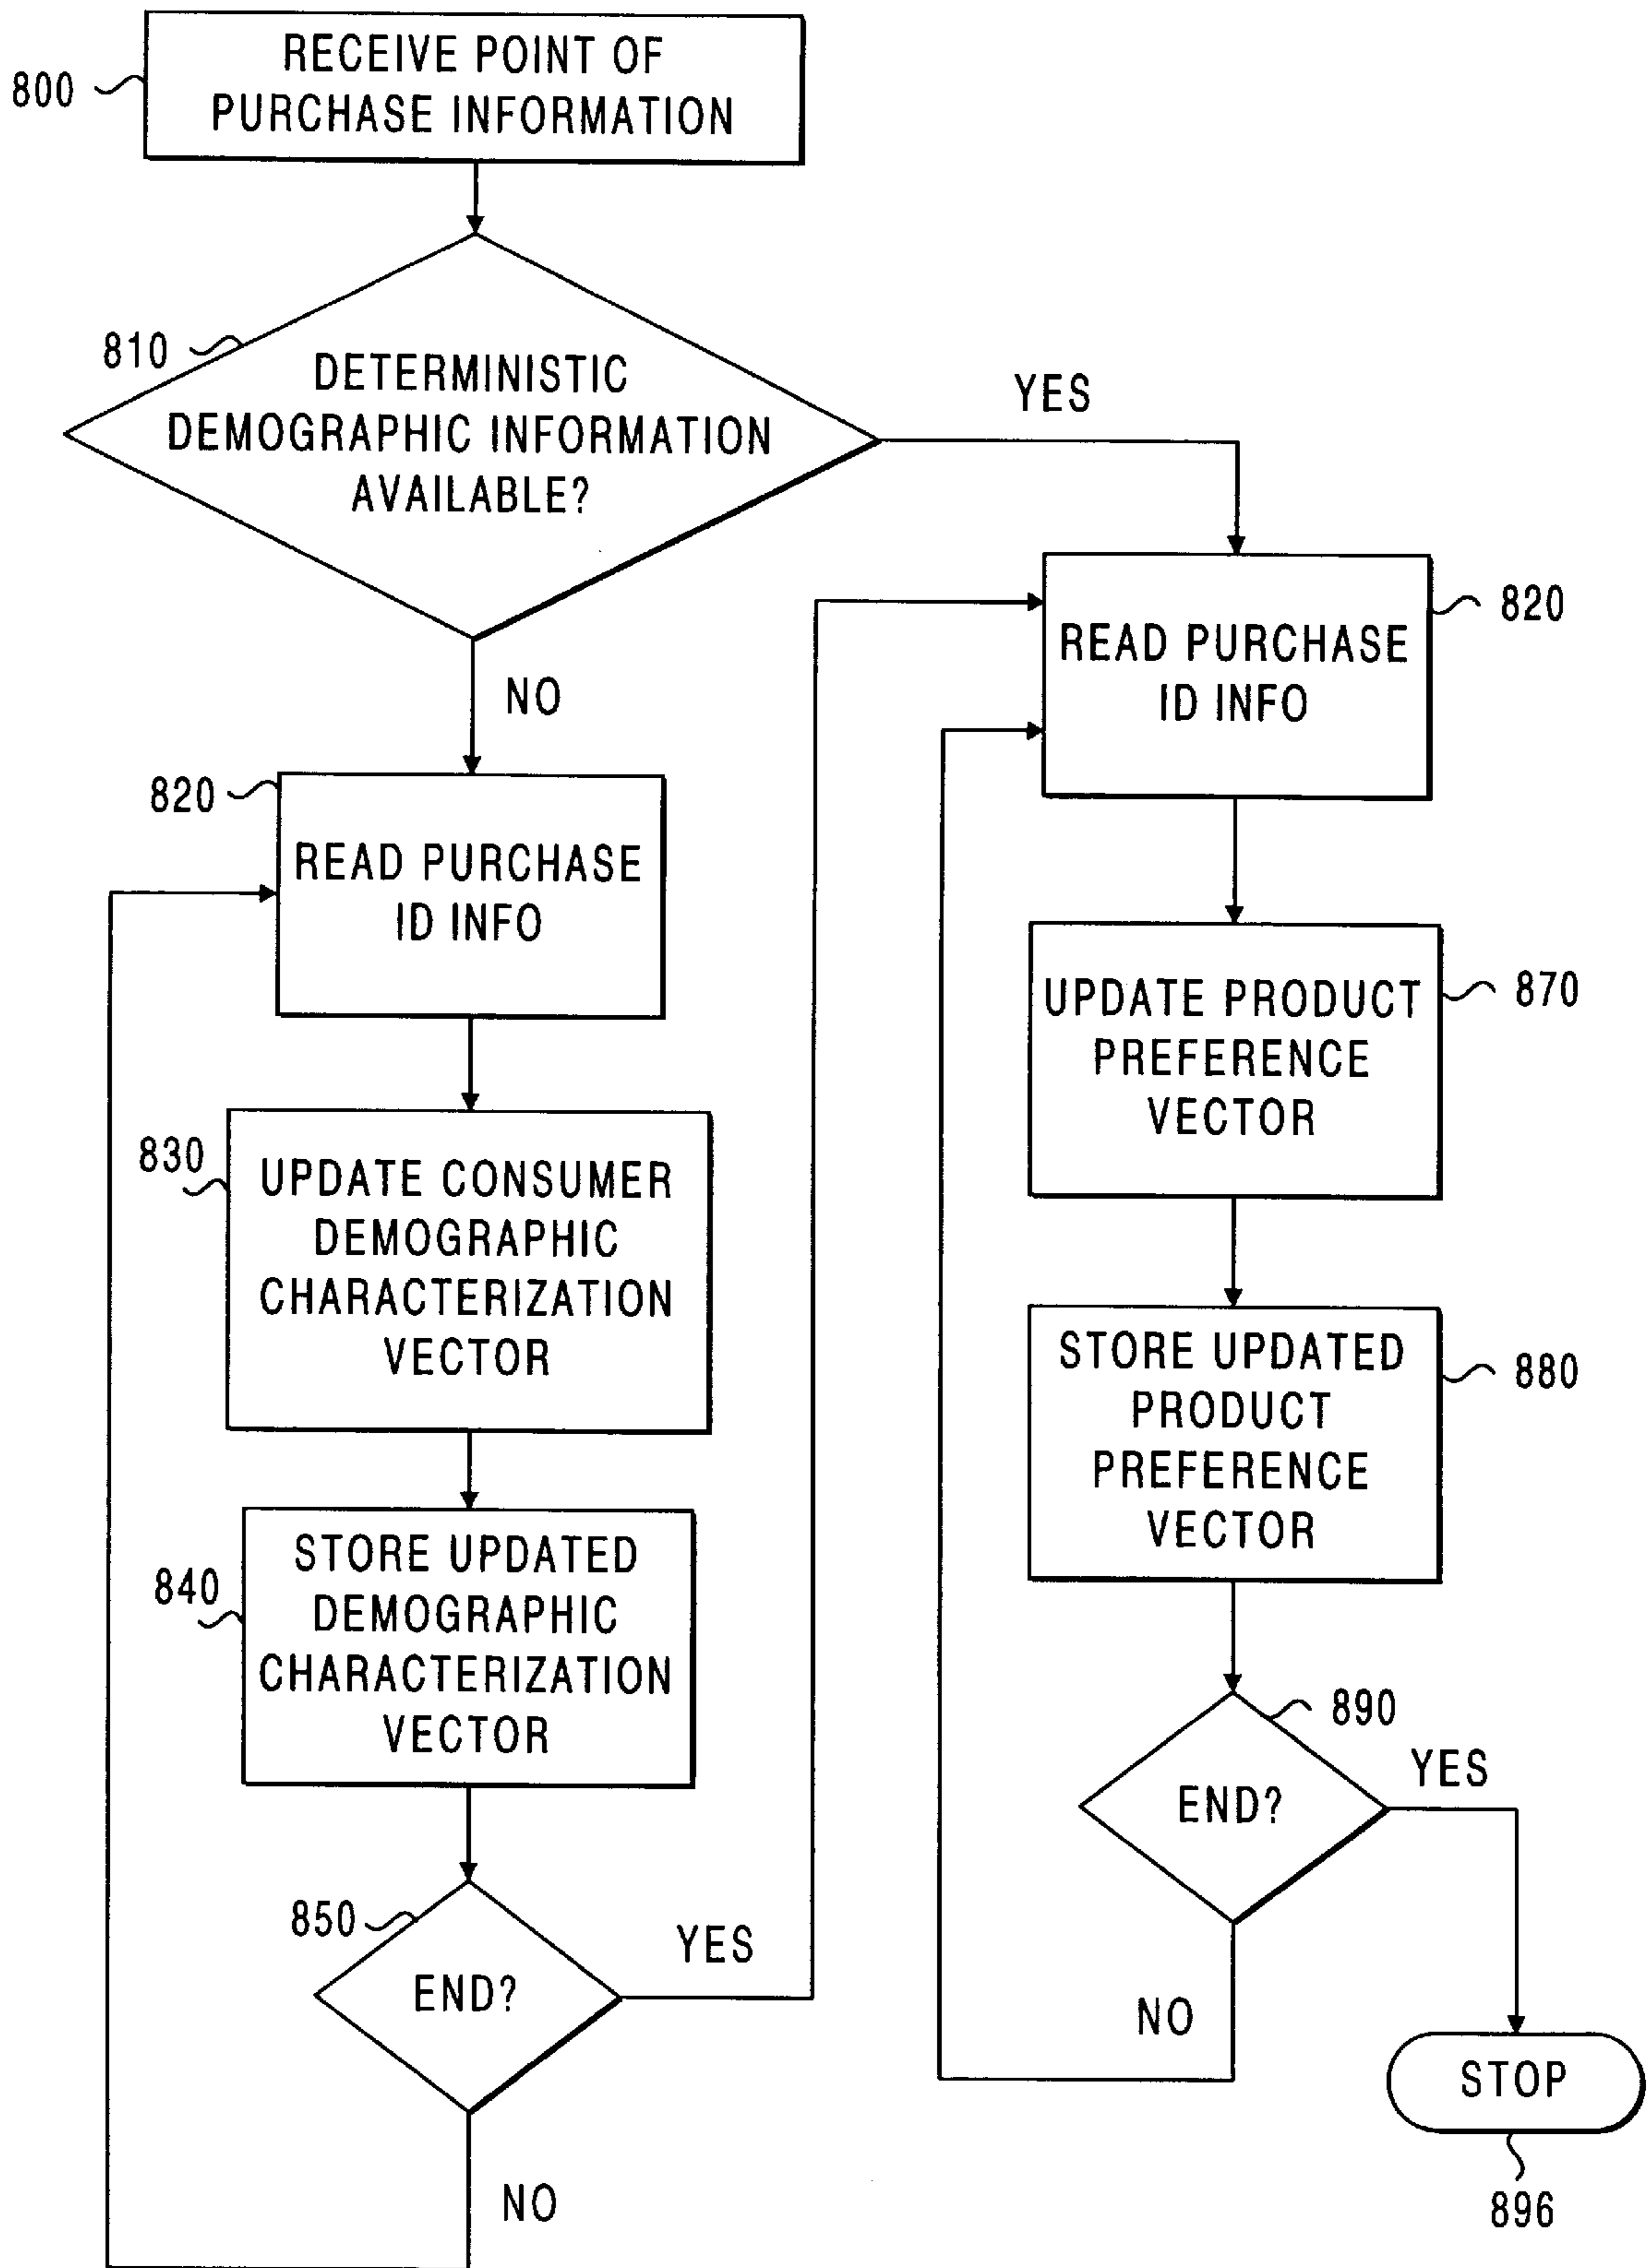 RECEIVE POINT OF
PURCHASE INFORMATION
800
810
DETERMINISTIC
DEMOGRAPHIC INFORMATION
AVAILABLE?
YES
NO
820
READ PURCHASE
ID INFO
820
READ PURCHASE
ID INFO
830
UPDATE CONSUMER
DEMOGRAPHIC
CHARACTERIZATION
VECTOR
840
STORE UPDATED
DEMOGRAPHIC
CHARACTERIZATION
VECTOR
850
END?
YES
NO
870
UPDATE PRODUCT
PREFERENCE
VECTOR
880
STORE UPDATED
PRODUCT
PREFERENCE
VECTOR
890
END?
YES
NO
STOP
896